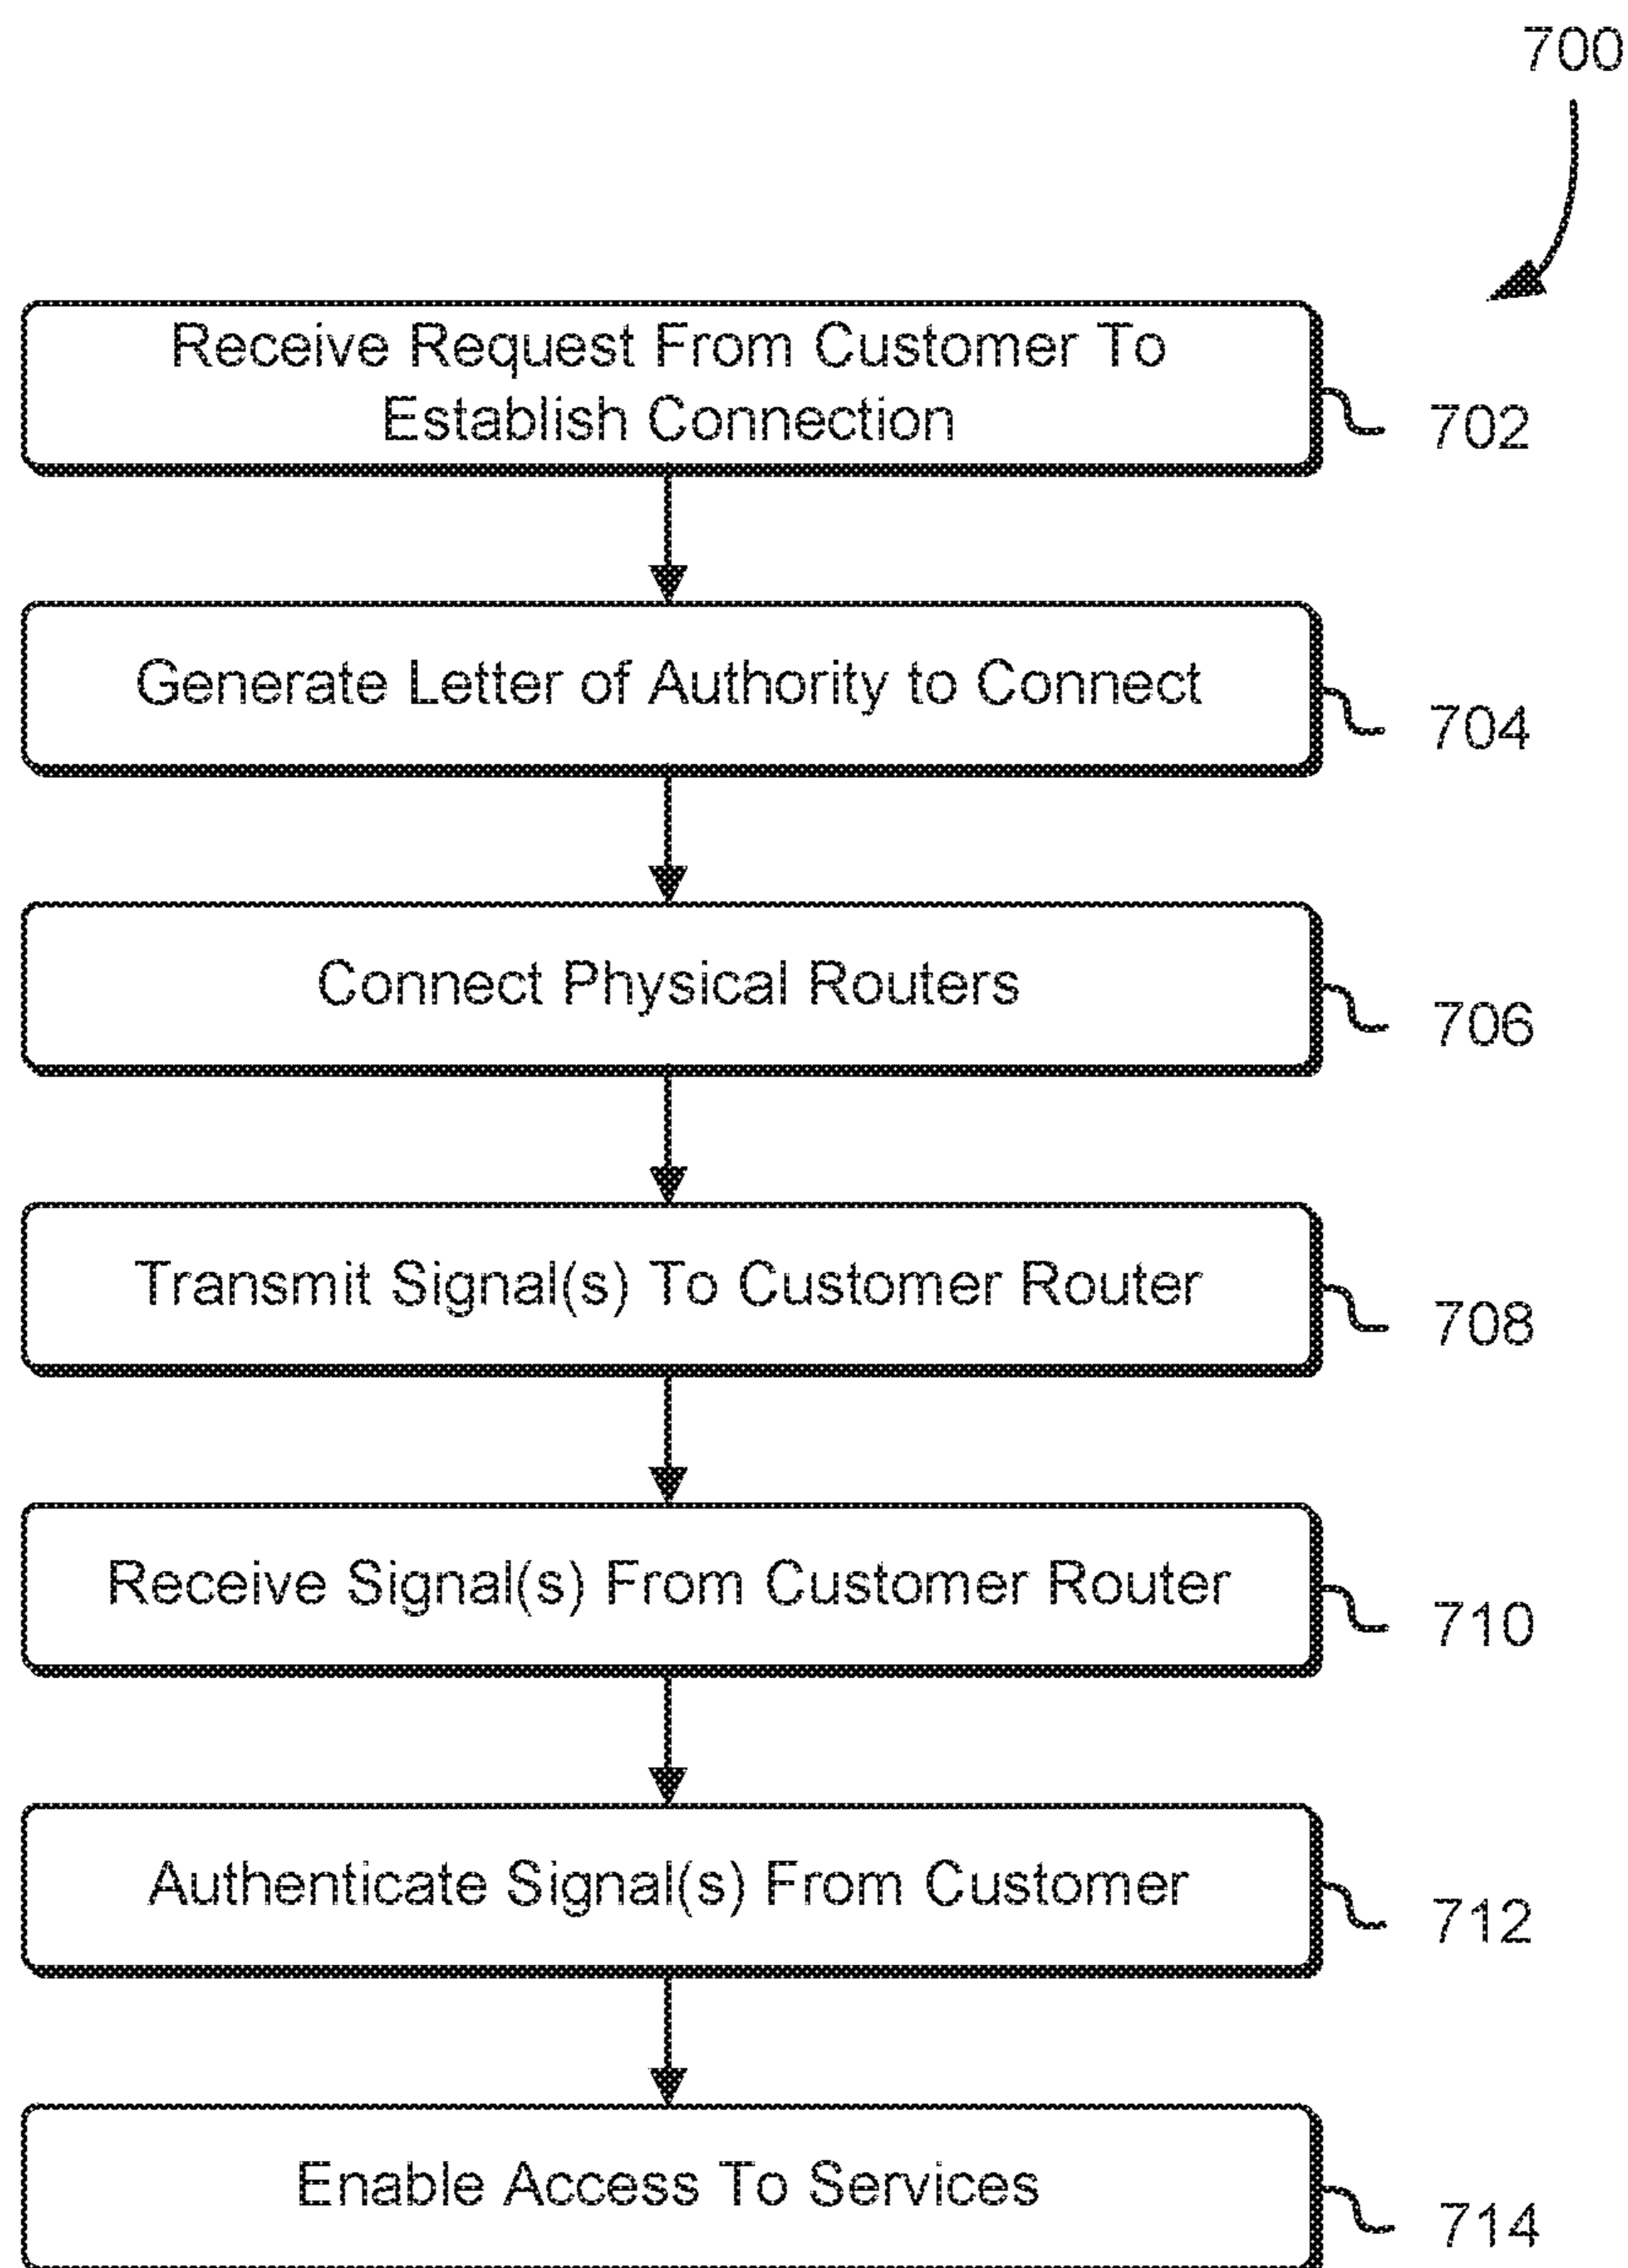 700
Receive Request From Customer To
Establish Connection
702
Generate Letter of Authority to Connect
704
Connect Physical Routers
706
Transmit Signal(s) To Customer Router
708
Receive Signal(s) From Customer Router
710
Authenticate Signal(s) From Customer
712
Enable Access To Services
714